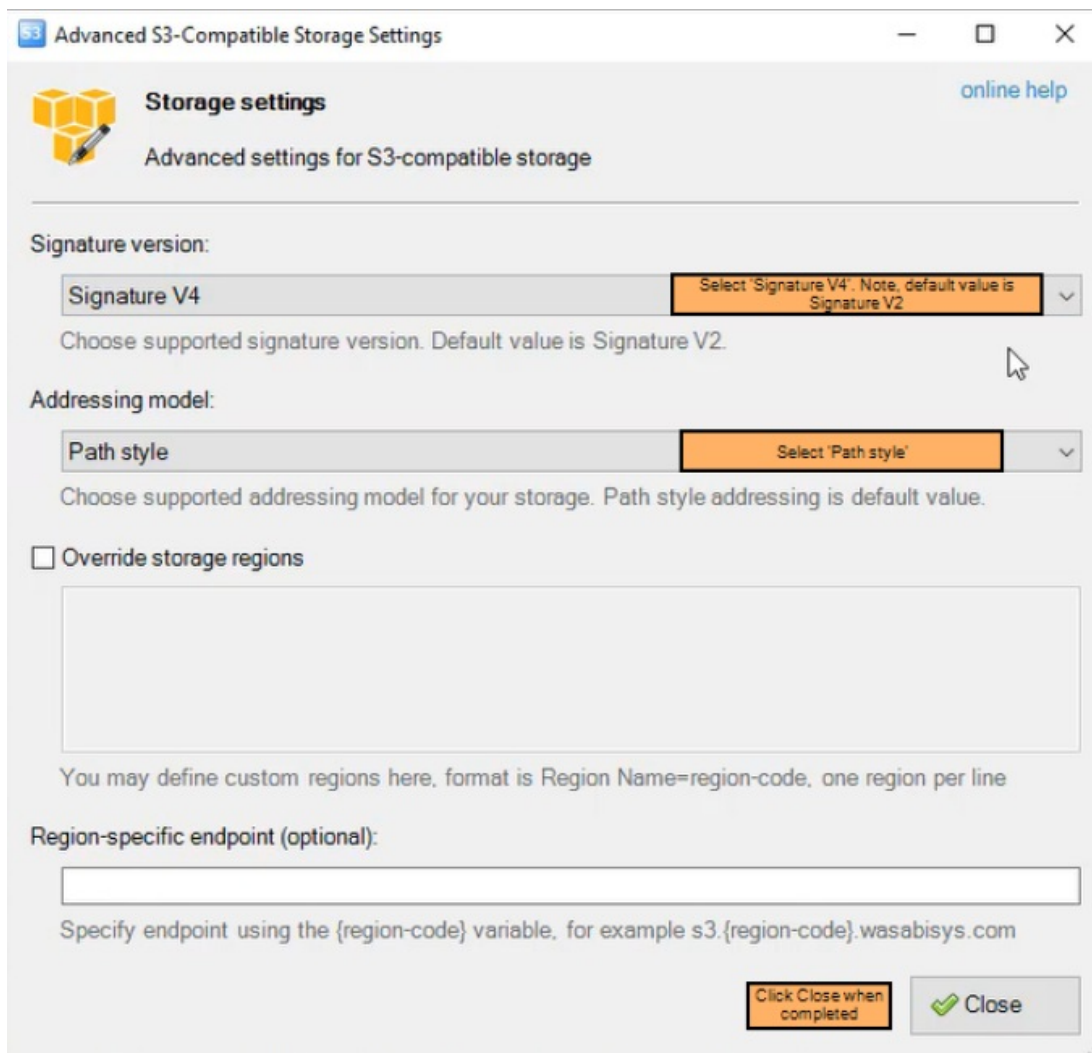 S3 Advanced S3-Compatible Storage Settings
online help
Storage settings
Advanced settings for S3-compatible storage
Signature version:
Signature V4
Select 'Signature V4'. Note, default value is
Signature V2
Choose supported signature version. Default value is Signature V2.
Addressing model:
Path style
Select 'Path style'
Choose supported addressing model for your storage. Path style addressing is default value.
Override storage regions
You may define custom regions here, format is Region Name=region-code, one region per line
Region-specific endpoint (optional):
Specify endpoint using the {region-code} variable, for example s3.{region-code}.wasabisys.com
Click Close when
completed
Close